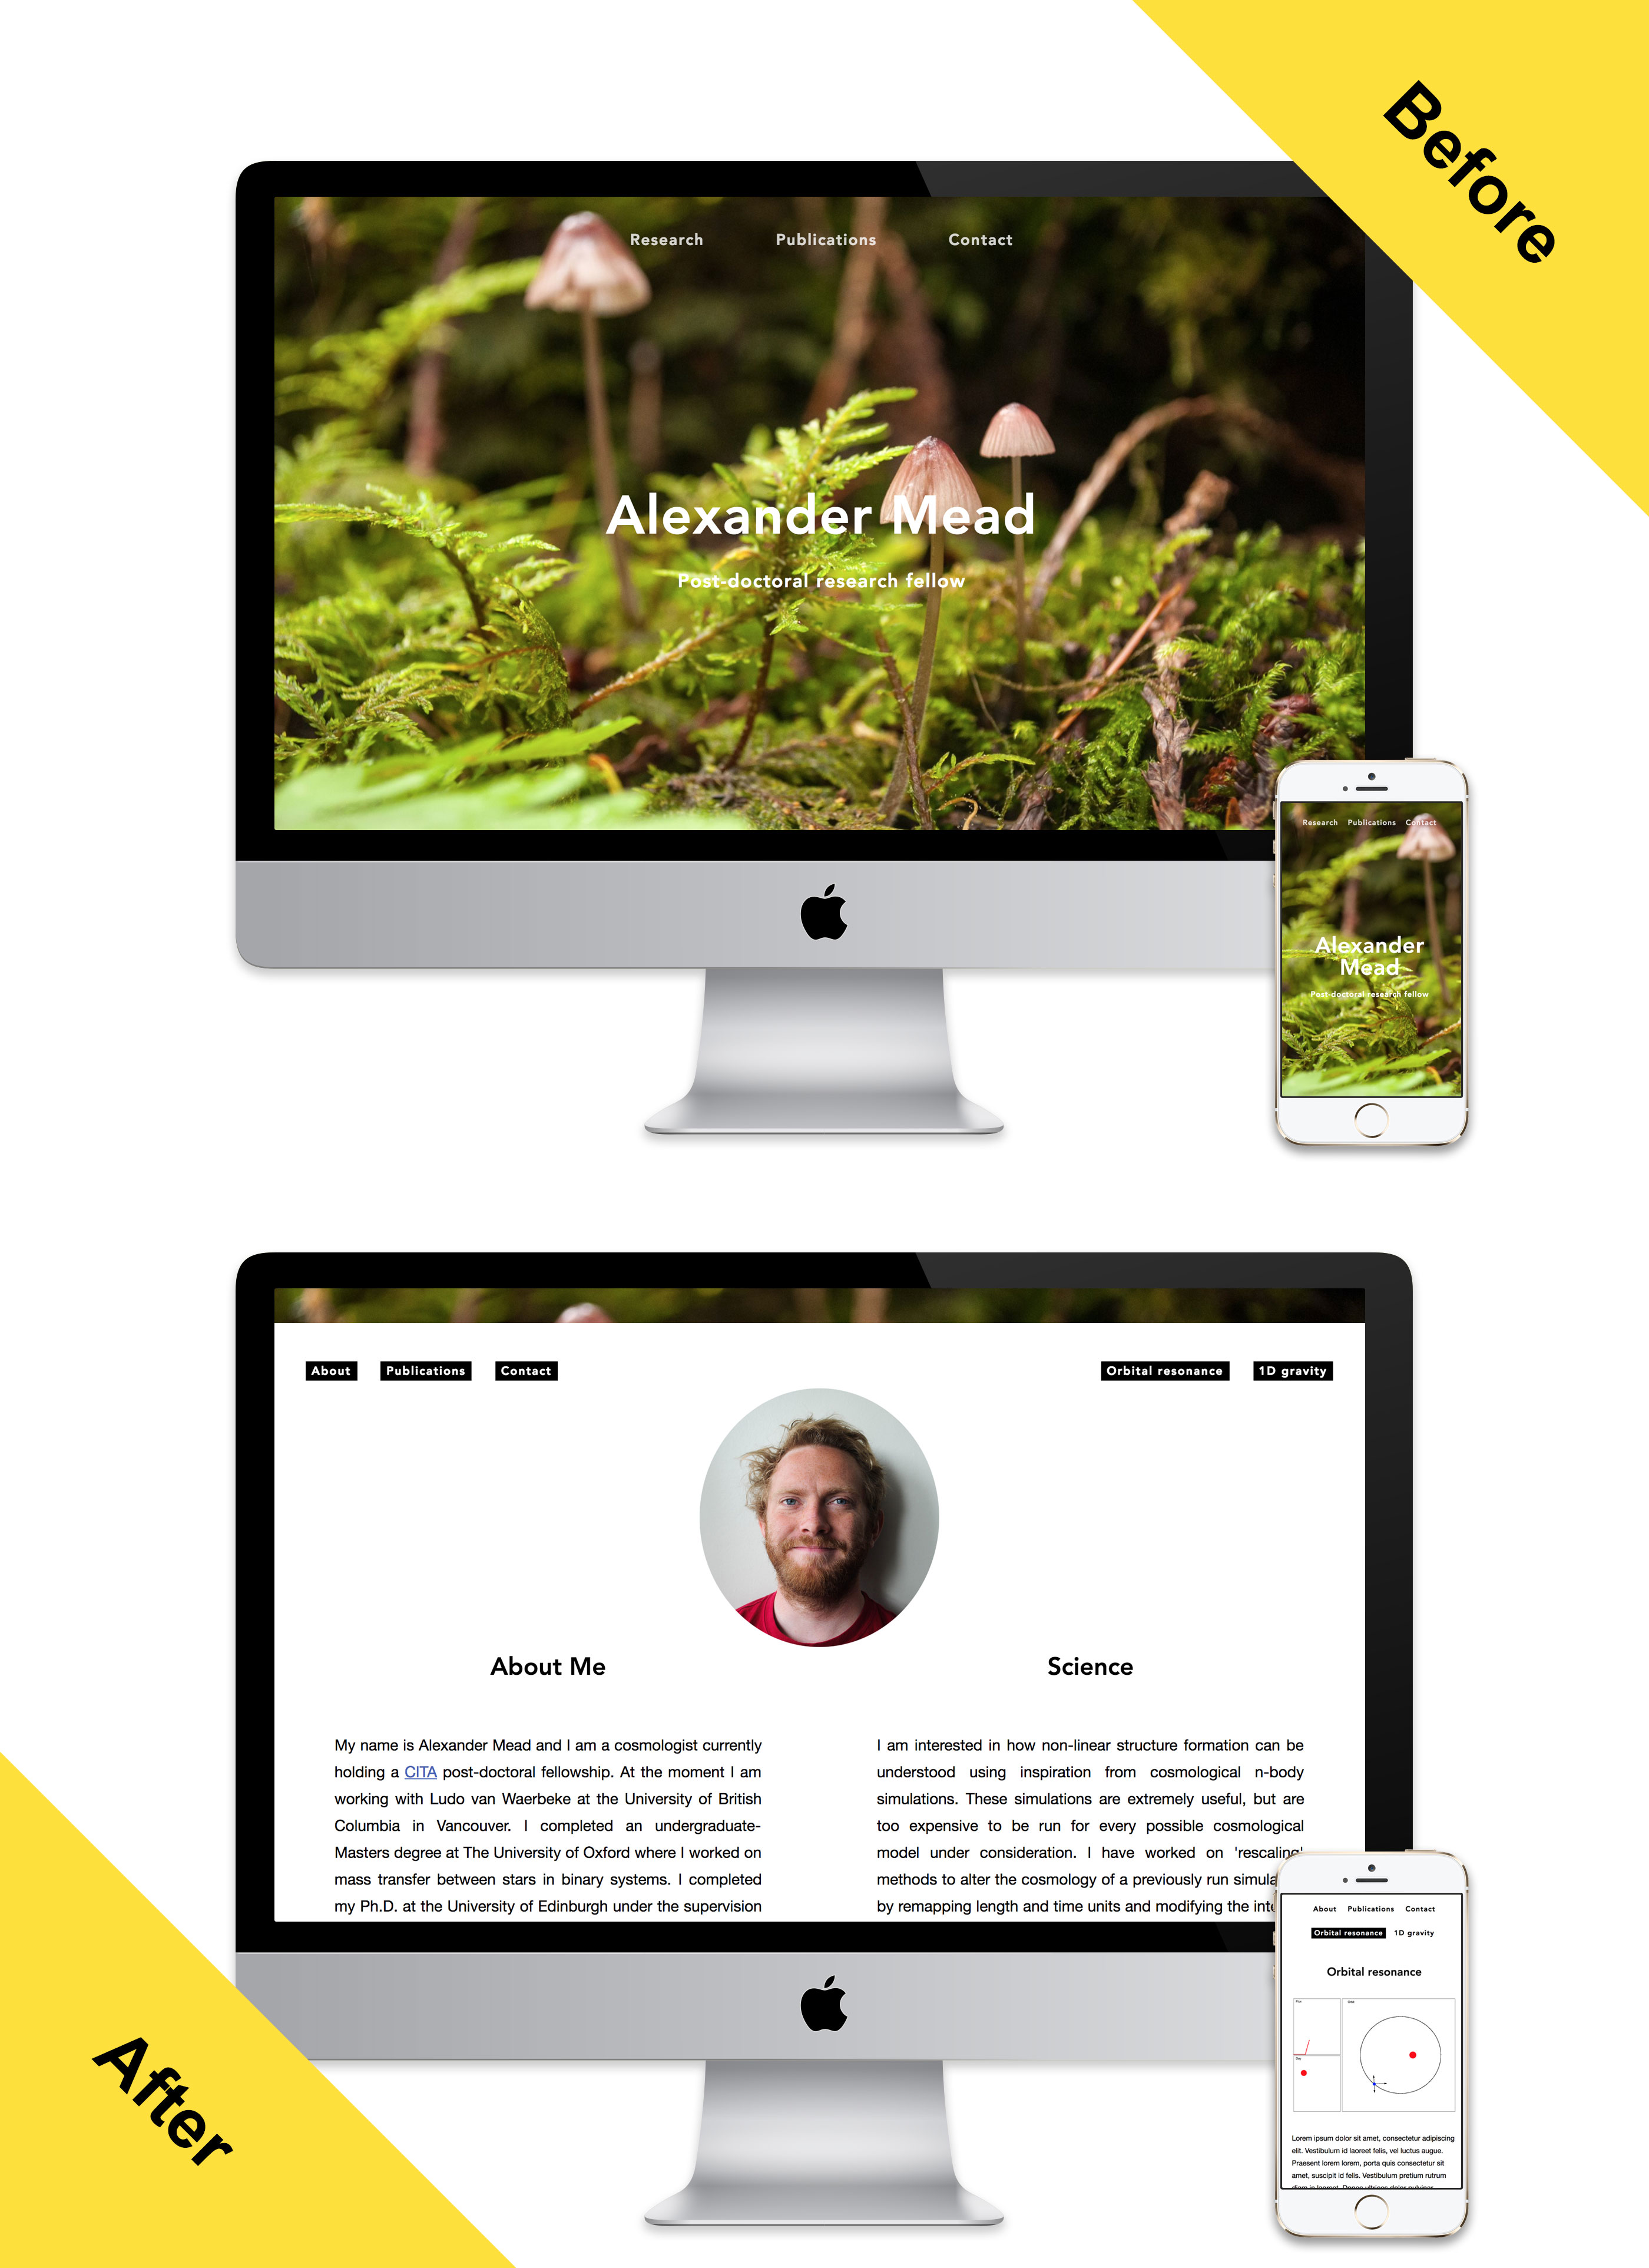 Before
Research Publications Contact
Alexander Mead
Post-doctoral research fellow
Research Publications Contact
Alexander
Mead
Post-doctoral research fellow
About Publications Contact Orbital resonance 1D gravity
About Me
My name is Alexander Mead and I am a cosmologist currently
holding a CITA post-doctoral fellowship. At the moment I am
working with Ludo van Waerbeke at the University of British
Columbia in Vancouver. I completed an undergraduate-
Masters degree at The University of Oxford where I worked on
mass transfer between stars in binary systems. I completed
my Ph.D. at the University of Edinburgh under the supervision
Science
I am interested in how non-linear structure formation can be
understood using inspiration from cosmological n-body
simulations. These simulations are extremely useful, but are
too expensive to be run for every possible cosmological
model under consideration. I have worked on 'rescaling'
methods to alter the cosmology of a previously run simula
by remapping length and time units and modifying the inte
About Publications Contact
Orbital resonance 1D gravity
Orbital resonance
Lorem ipsum dolor sit amet, consectetur adipiscing
elit. Vestibulum id laoreet felis, vel luctus augue.
Praesent lorem lorem, porta quis consectetur sit
amet, suscipit id felis. Vestibulum pretium rutrum
diam in laoreet. Donec ultrices dolor pulvinar
After